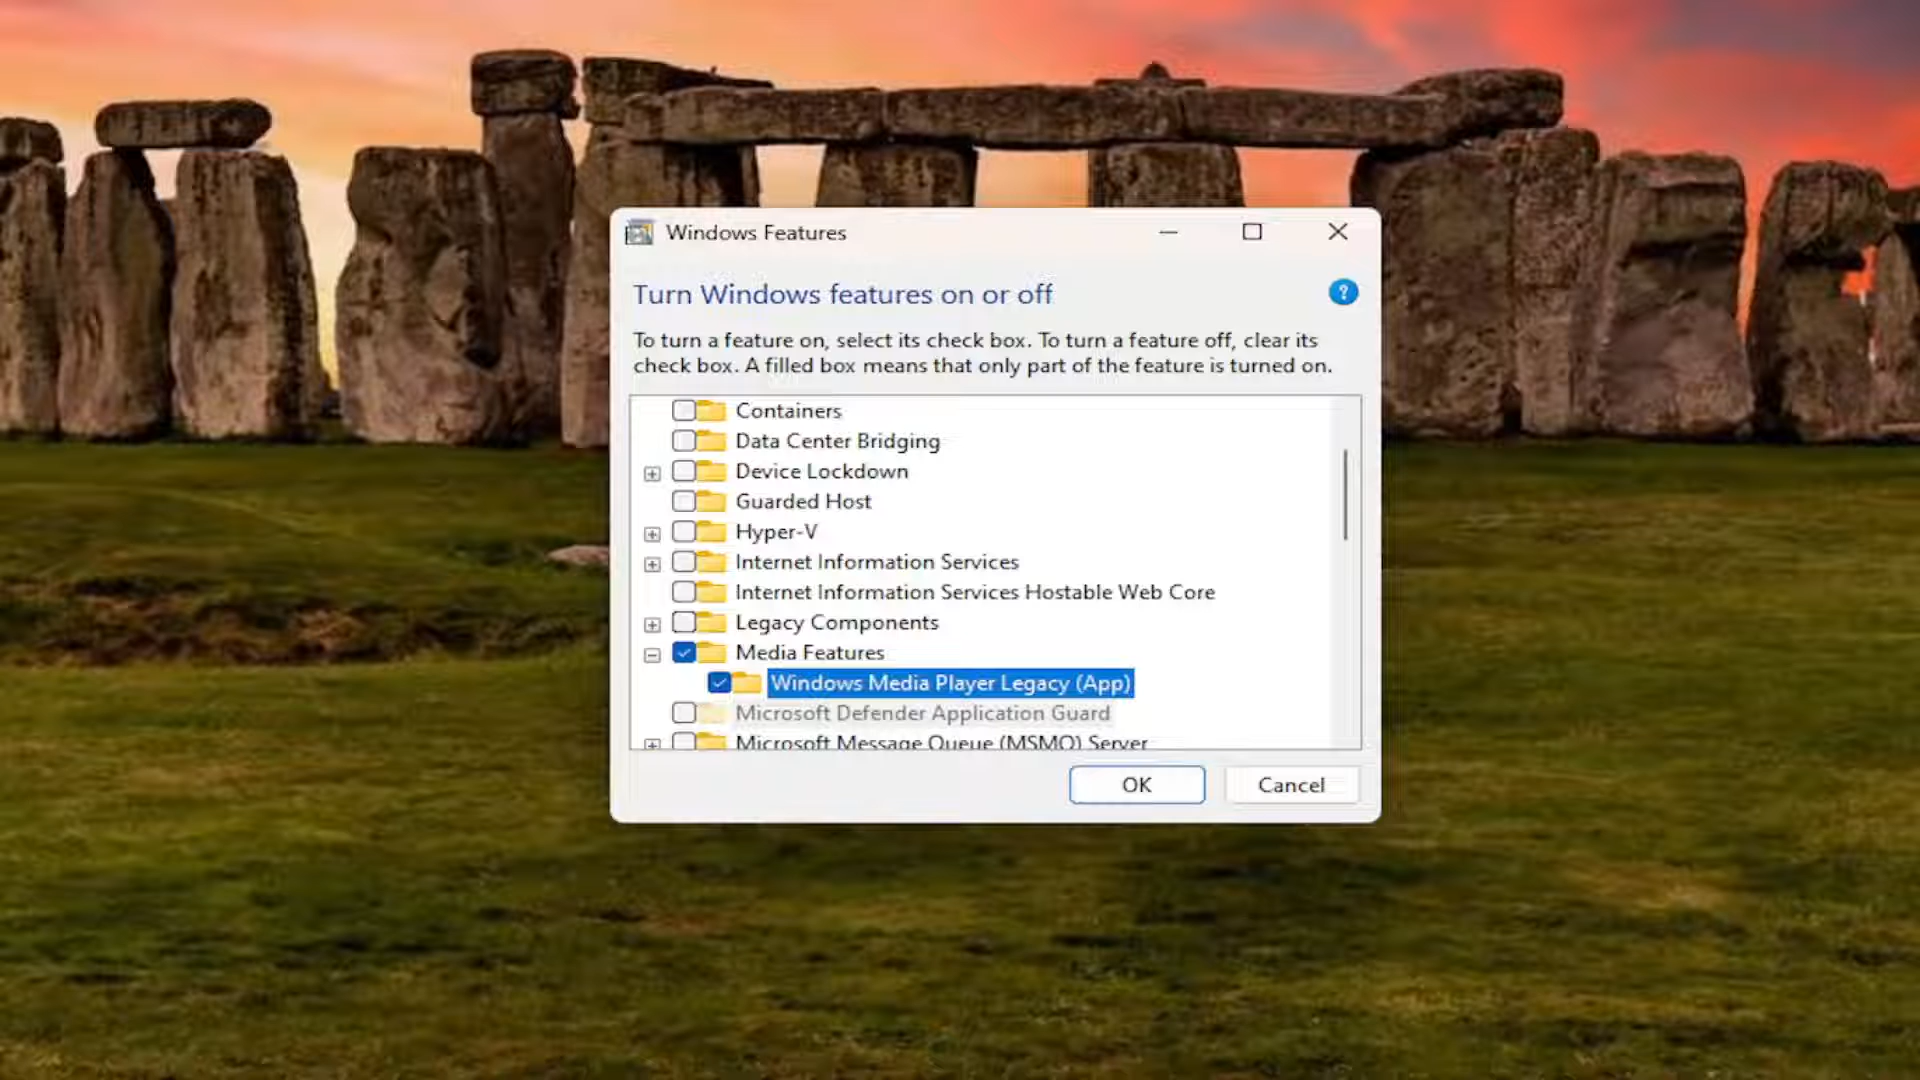 Windows Features
Turn Windows features on or off
?
To turn a feature on, select its check box. To turn a feature off, clear its
check box. A filled box means that only part of the feature is turned on.
Containers
Data Center Bridging
Device Lockdown
Guarded Host
Hyper-V
Internet Information Services
Internet Information Services Hostable Web Core
Legacy Components
Media Features
Windows Media Player Legacy (App)
Microsoft Defender Application Guard
Microsoft Message Queue (MSMQ) Server
OK
Cancel